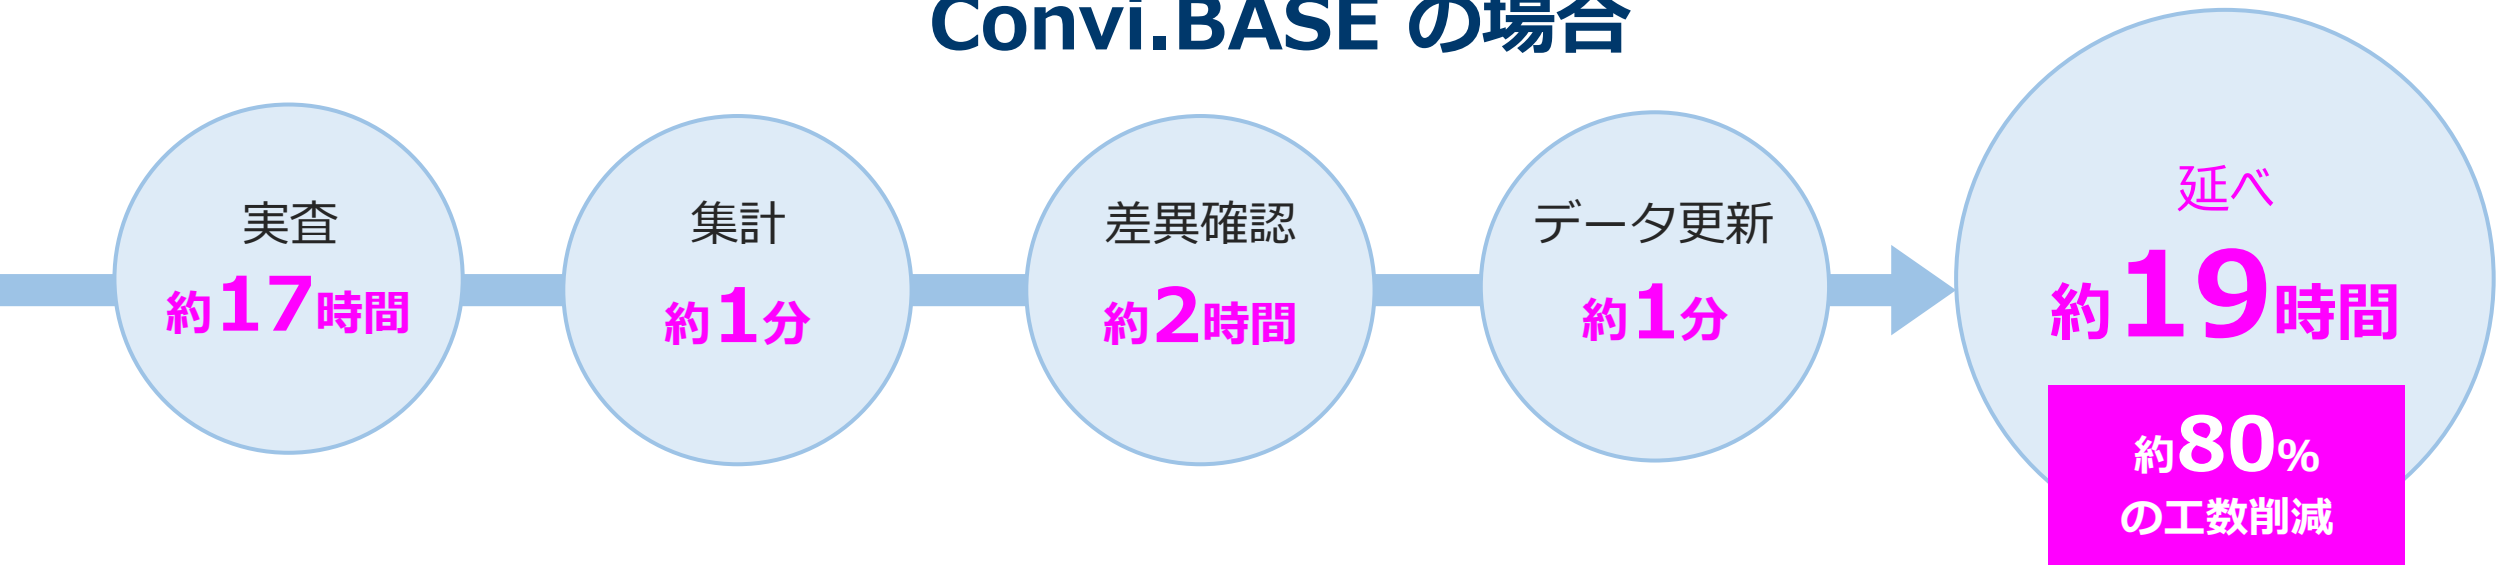 Convi.BASE の場合
実査
約17時間
集計
約1分
差異確認
約2時間
データ更新
約1分
延べ
約19時間
約80%
の工数削減